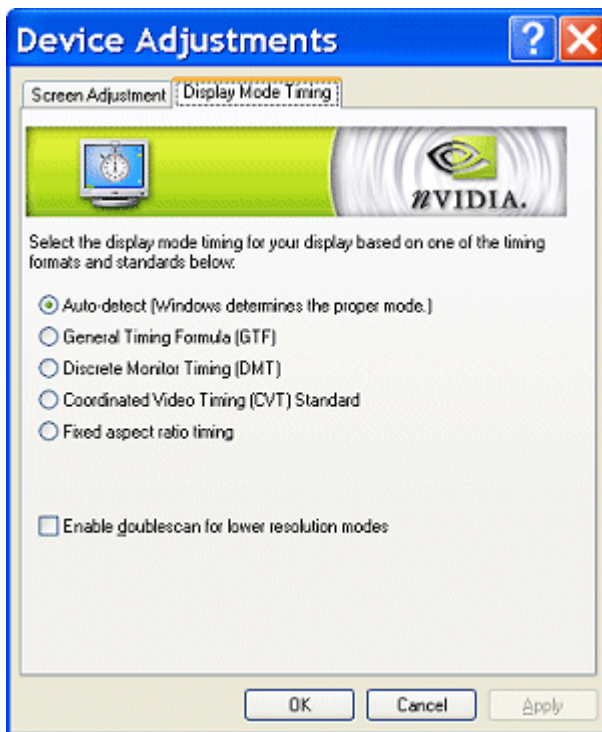 Device Adjustments
Screen Adjustment
Display Mode Timing
nVIDIA.
Select the display mode timing for your display based on one of the timing
formats and standards below:
Auto-detect (Windows determines the proper mode.)
General Timing Formula (GTF)
Discrete Monitor Timing (DMT)
Coordinated Video Timing (CVT) Standard
Fixed aspect ratio timing
Enable doublescan for lower resolution modes
OK
Cancel
Apply